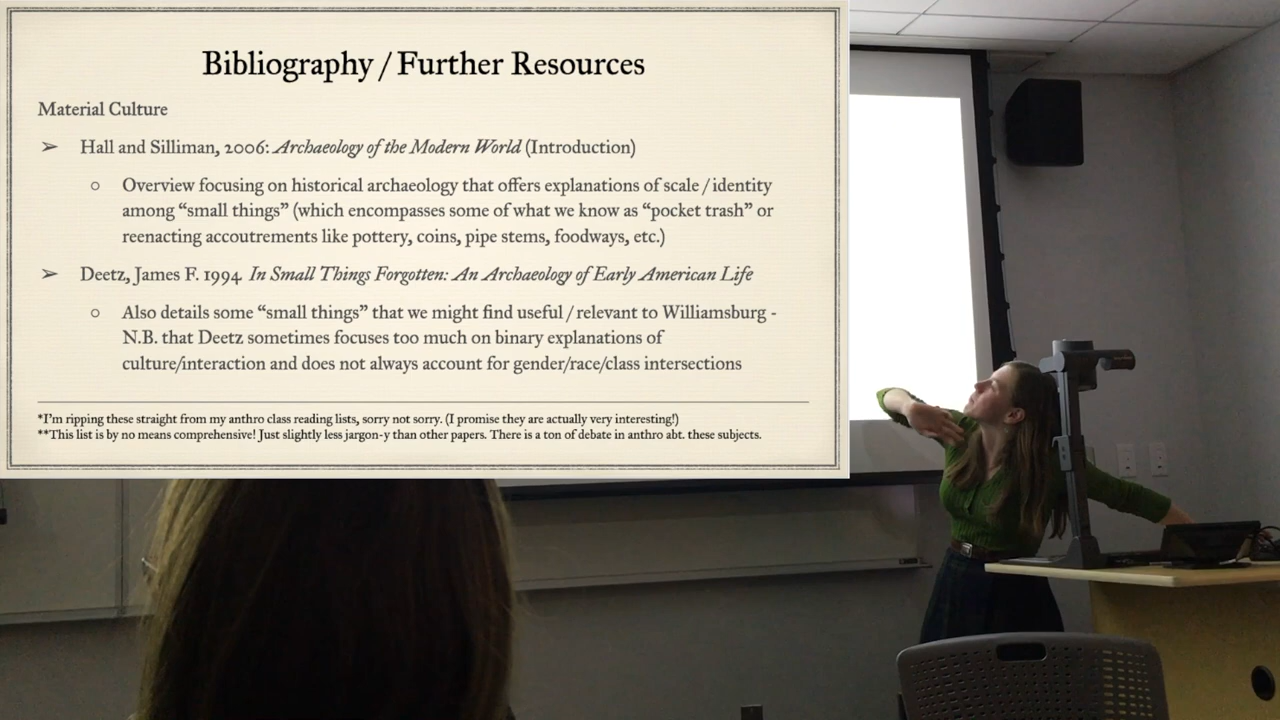 Bibliography / Further Resources
Material Culture
➢ Hall and Silliman, 2006: Archaeology of the Modern World (Introduction)
○ Overview focusing on historical archaeology that offers explanations of scale / identity
among “small things” (which encompasses some of what we know as “pocket trash” or
reenacting accoutrements like pottery, coins, pipe stems, foodways, etc.)
➢ Deetz, James F. 1994 In Small Things Forgotten: An Archaeology of Early American Life
○ Also details some “small things” that we might find useful / relevant to Williamsburg -
N.B. that Deetz sometimes focuses too much on binary explanations of
culture/interaction and does not always account for gender/race/class intersections
*I’m ripping these straight from my anthro class reading lists, sorry not sorry. (I promise they are actually very interesting!)
**This list is by no means comprehensive! Just slightly less jargon-y than other papers. There is a ton of debate in anthro abt. these subjects.